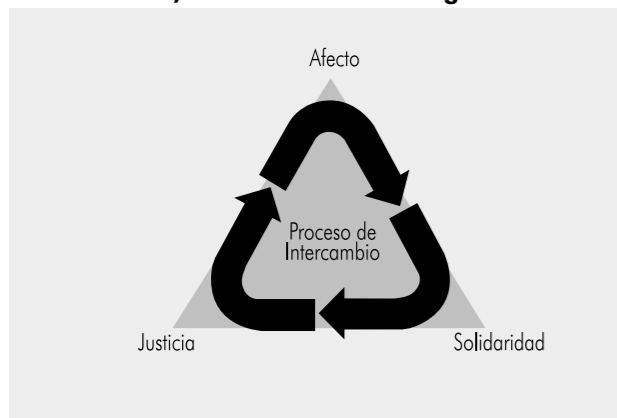 Afecto
Proceso de
Intercambio
Justicia
Solidaridad